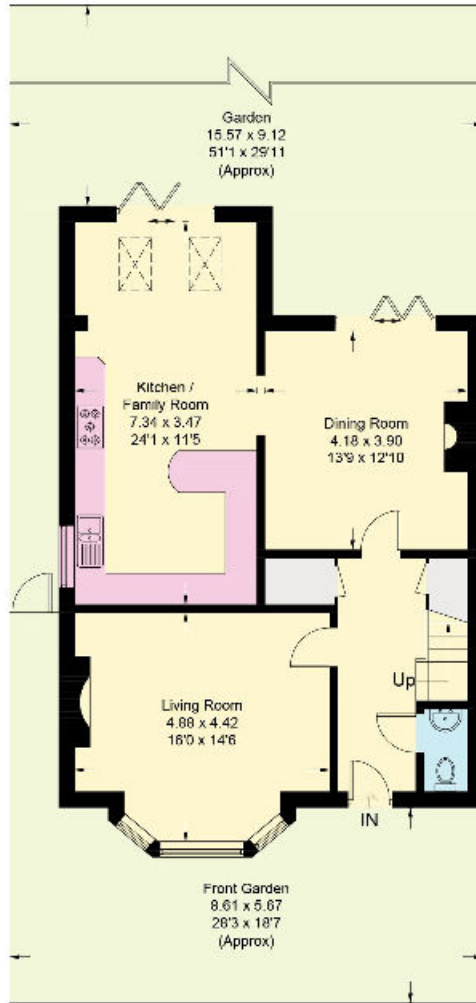 Garden
15.57 x 9.12
51'1 x 29'11
(Approx)
Kitchen /
Family Room
7.34 x 3.47
24'1 x 11'5
Dining Room
4.18 x 3.90
13'9 x 12'10
Living Room
4.88 x 4.42
16'0 x 14'6
Up
IN
Front Garden
8.61 x 5.67
28'3 x 18'7
(Approx)